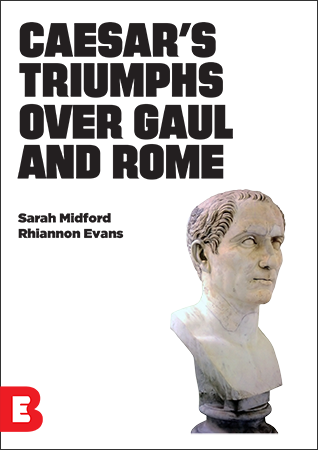 CAESAR'S
TRIUMPHS
OVER GAUL
AND ROME
Sarah Midford
Rhiannon Evans
E